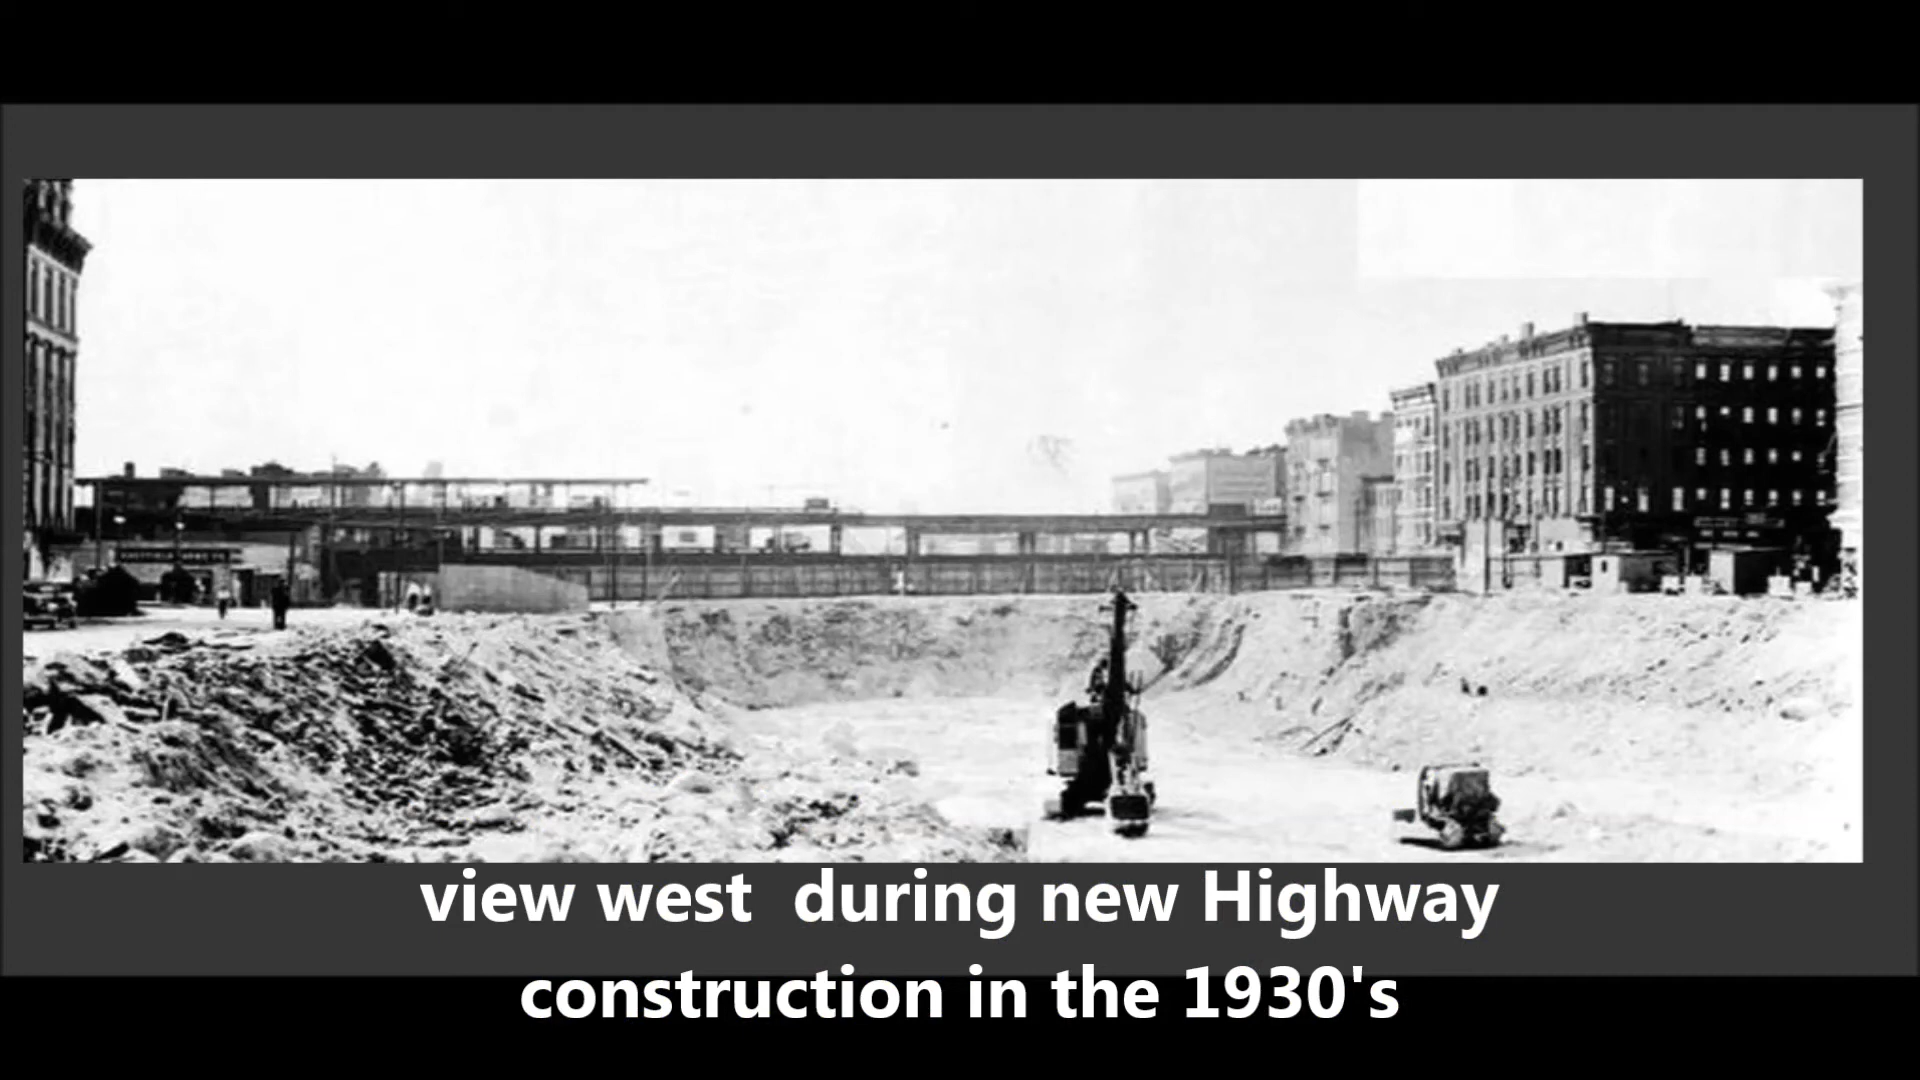 view west  during new Highway
construction in the 1930's